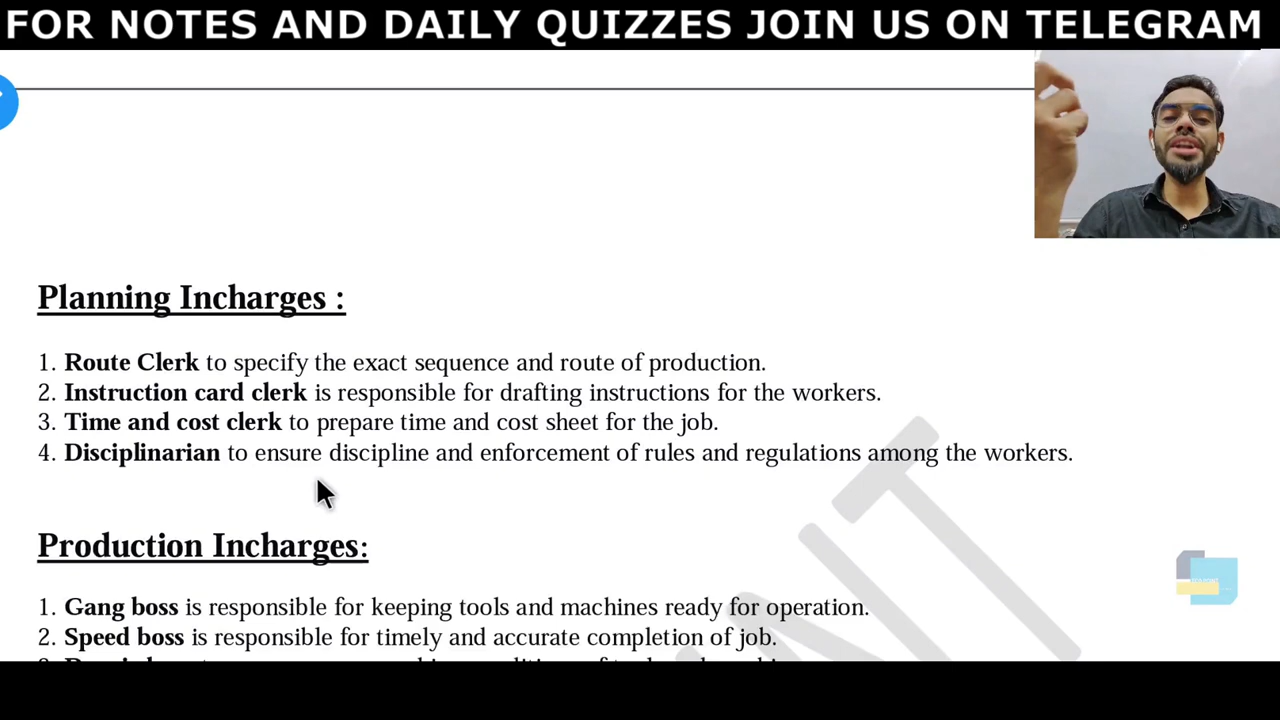 FOR NOTES AND DAILY QUIZZES JOIN US ON TELEGRAM
Planning Incharges :
1. Route Clerk to specify the exact sequence and route of production.
2. Instruction card clerk is responsible for drafting instructions for the workers.
3. Time and cost clerk to prepare time and cost sheet for the job.
4. Disciplinarian to ensure discipline and enforcement of rules and regulations among the workers.
Production Incharges:
1. Gang boss is responsible for keeping tools and machines ready for operation.
2. Speed boss is responsible for timely and accurate completion of job.